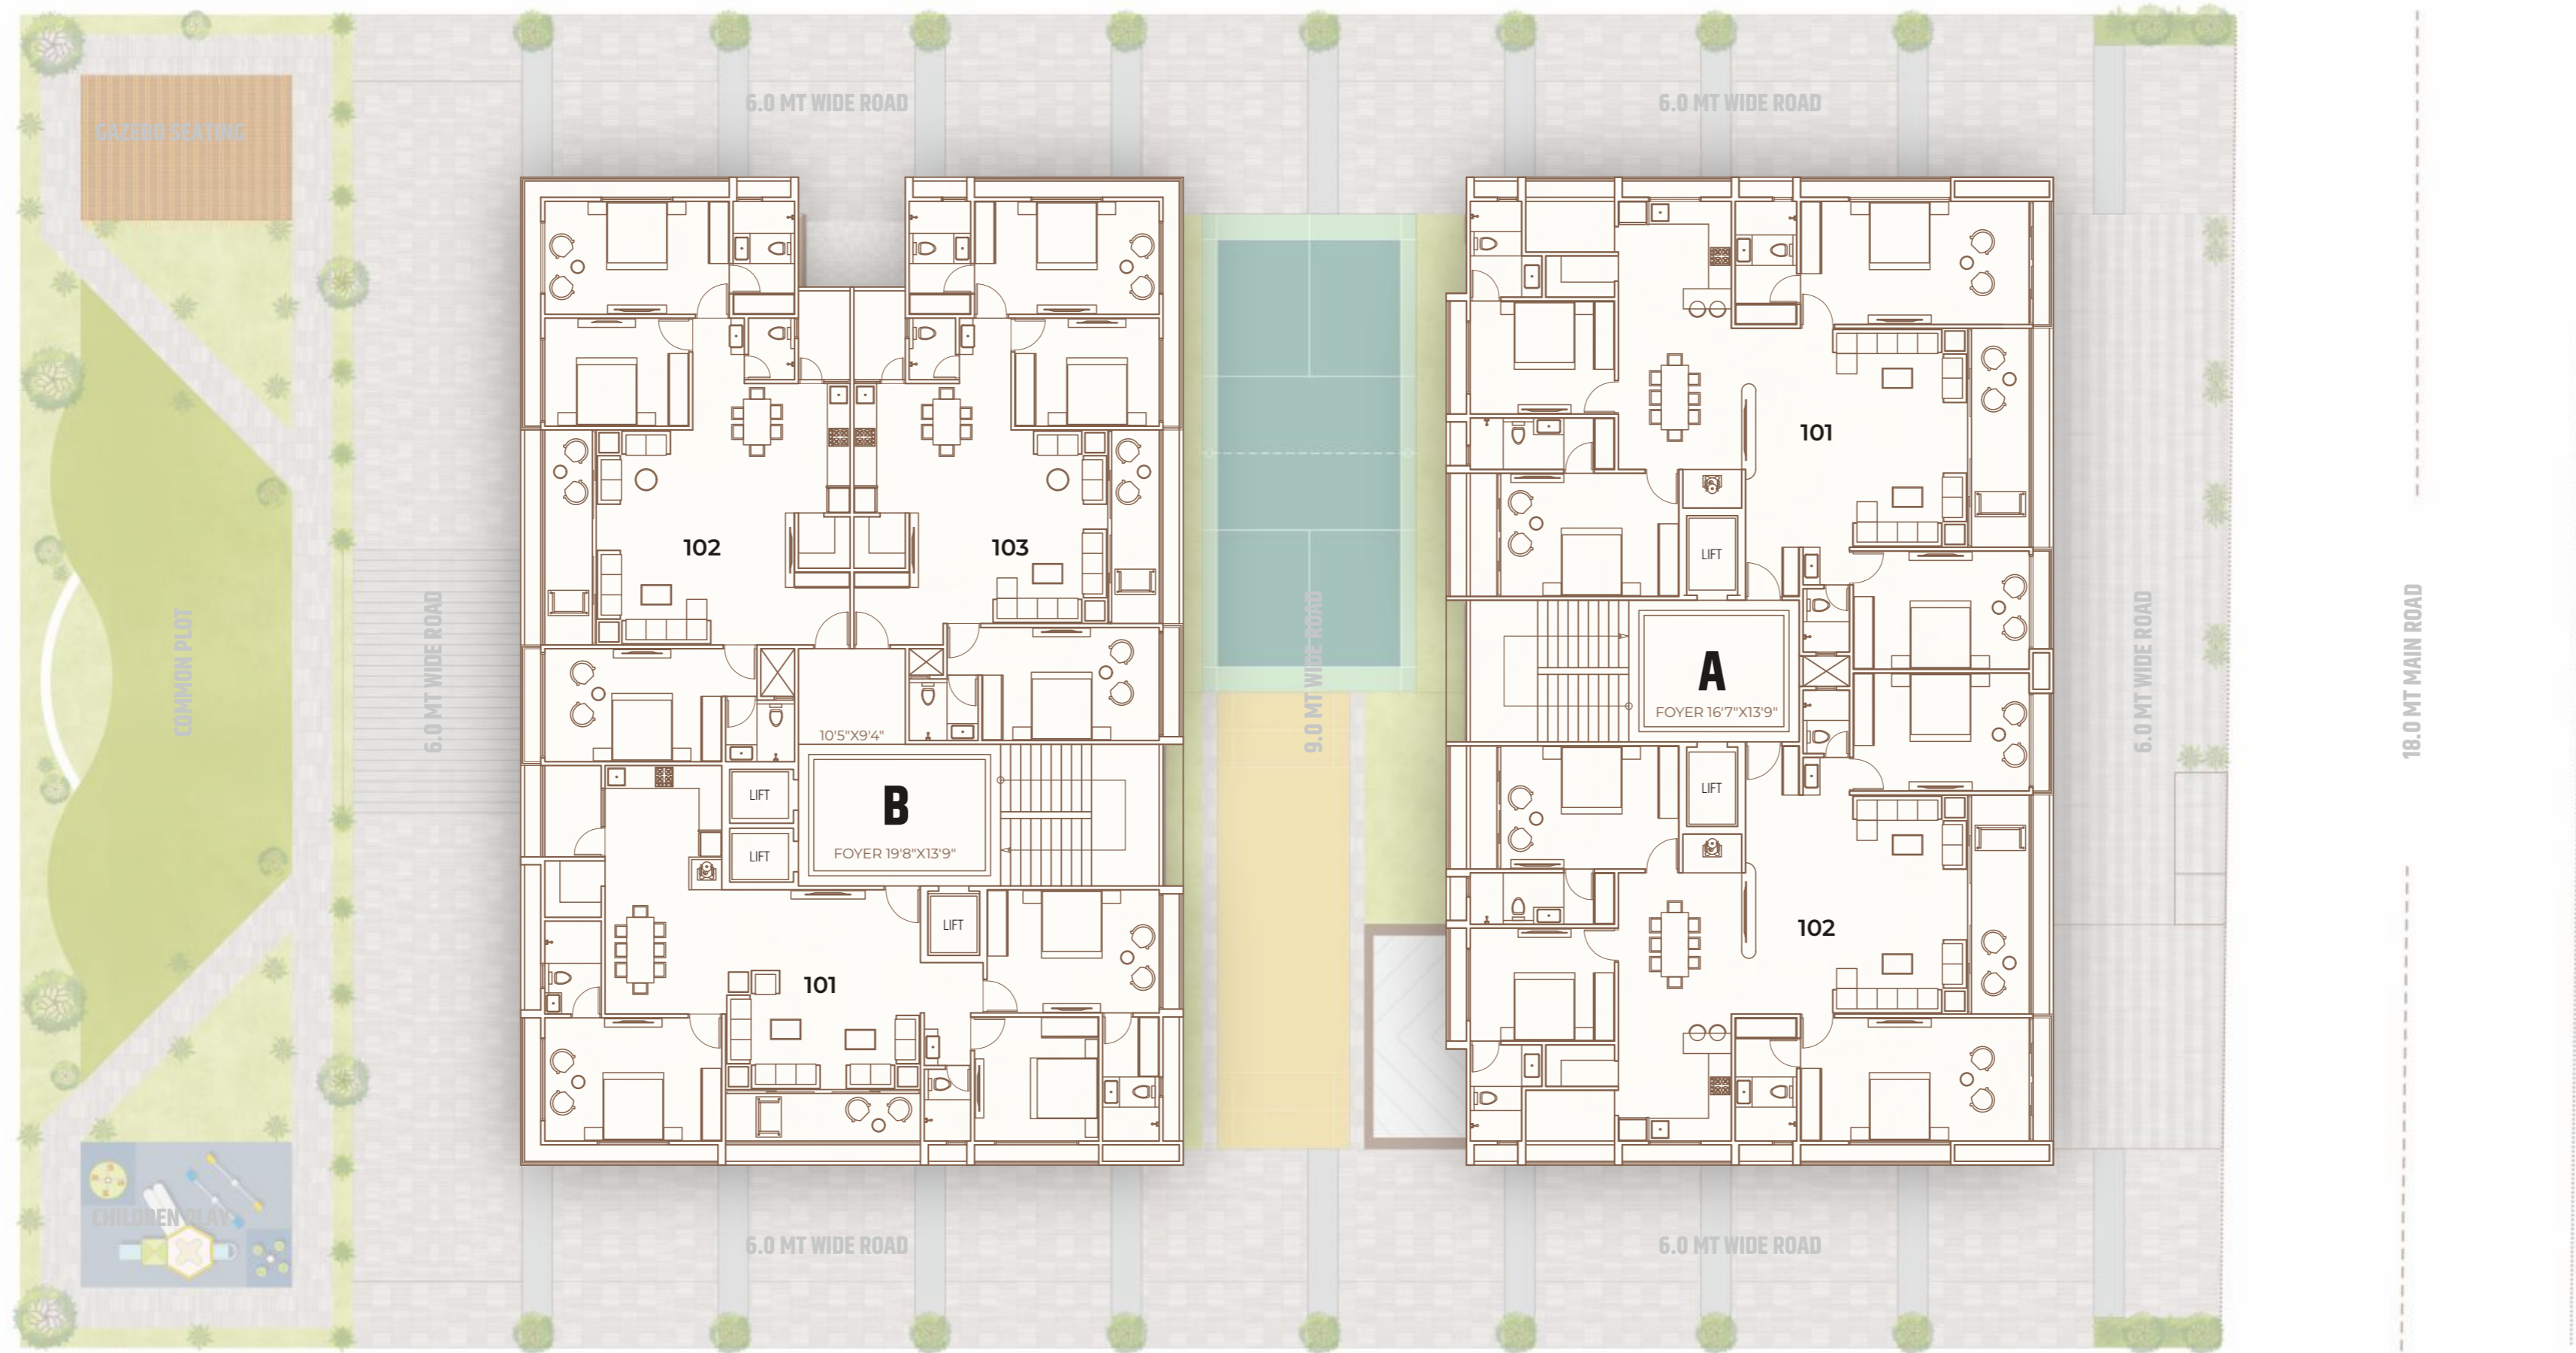 6.0 MT WIDE ROAD
6.0 MT WIDE ROAD
GAZEBO SEATING
101
102
103
LIFT
COMMON PLOT
6.0 MT WIDE ROAD
9.0 MT WIDE ROAD
A
FOYER 16'7"X13'9"
6.0 MT WIDE ROAD
18.0 MT MAIN ROAD
10'5"X9'4"
LIFT
LIFT
B
LIFT
FOYER 19'8"X13'9"
LIFT
102
101
CHILDREN PLAY
6.0 MT WIDE ROAD
6.0 MT WIDE ROAD